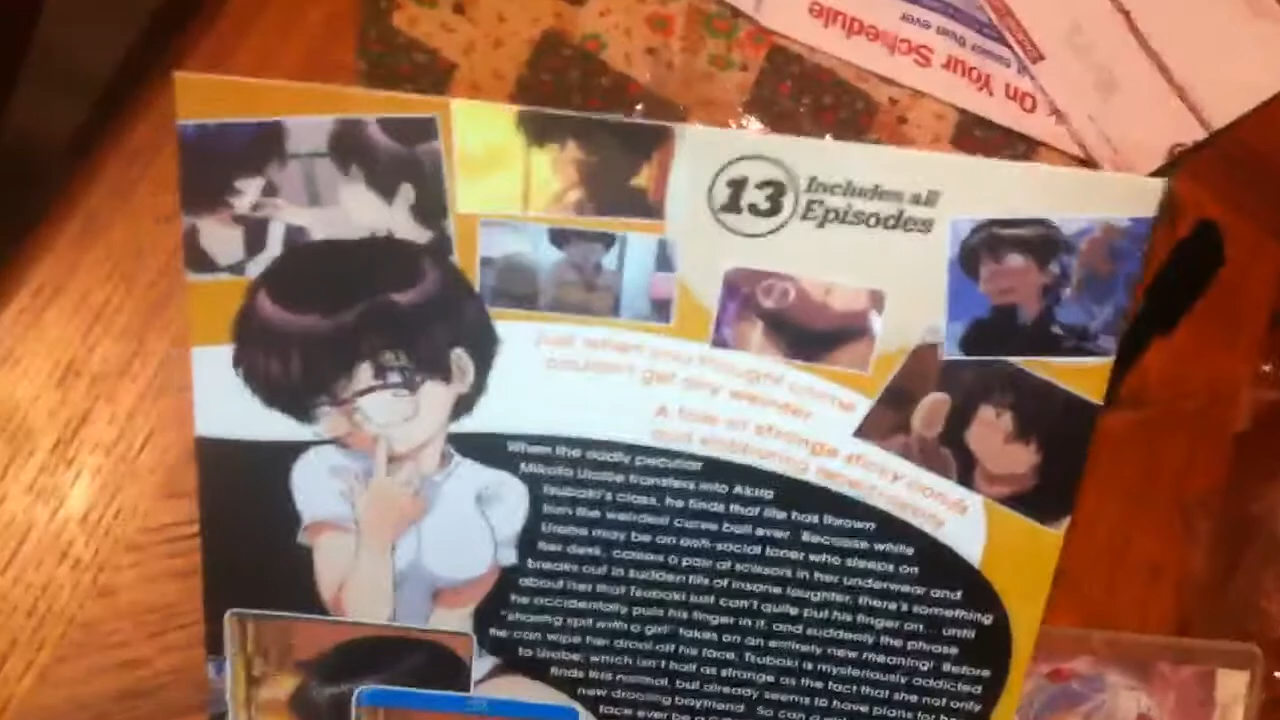 On Your Schedule
than ever
13
Includes all
Episodes
Just when you thought anime
couldn't get any weirder
A tale of strange sticky bonds
When the oddly peculiar
Mikoto Urabe transfers into Akira
Tsubaki's class, he finds that life has thrown
him the weirdest curve ball ever. Because while
Urabe may be an anti-social loner who sleeps on
her desk, carries a pair of scissors in her underwear and
breaks out in sudden fits of insane laughter, there's something
about her that Tsubaki just can't quite put his finger on... until
he accidentally puts his finger in it, and suddenly the phrase
"sharing spit with a girl" takes on an entirely new meaning! Before
he can wipe her drool off his face, Tsubaki is mysteriously addicted
to Urabe, which isn't half as strange as the fact that she not only
finds this normal, but already seems to have plans for her
new drooling boyfriend. So can a
face ever be a